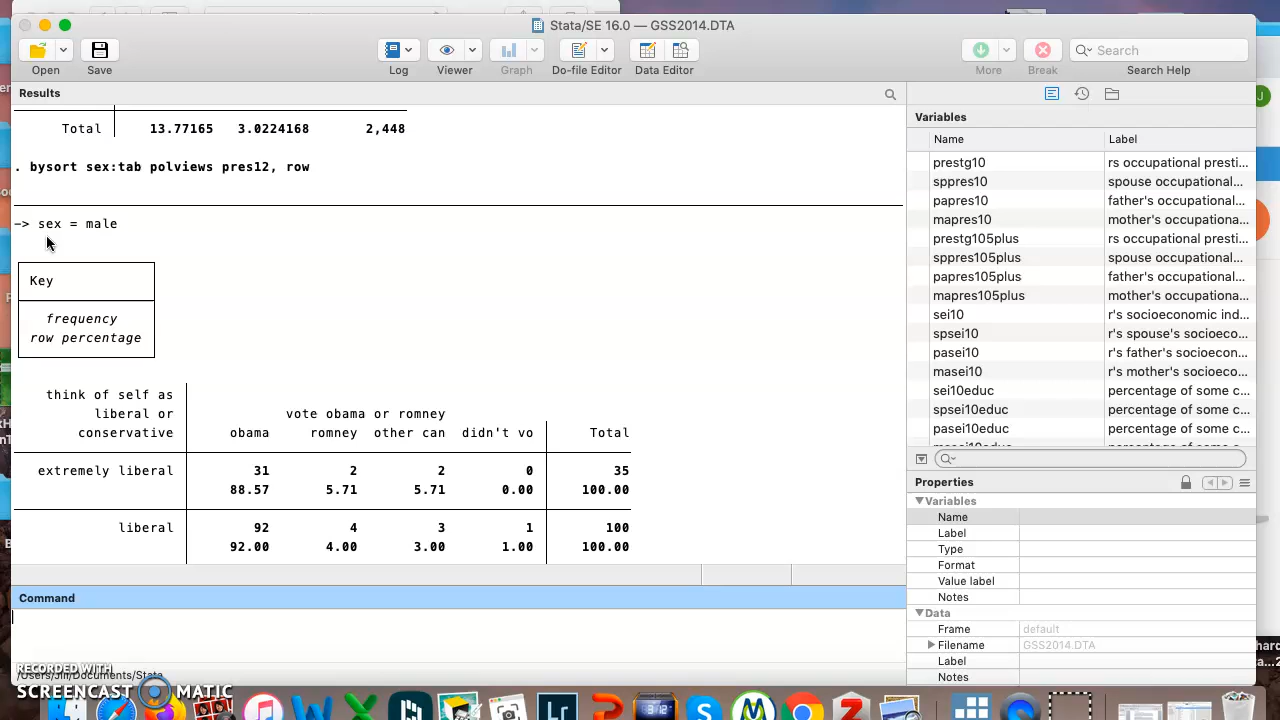 Stata/SE 16.0 — GSS2014.DTA
Open Save Log Viewer Graph Do-file Editor Data Editor More Break Search Help
Search
Results
Total 13.77165 3.0224168 2,448
. bysort sex:tab polviews pres12, row
-> sex = male
Key
frequency
row percentage
think of self as
liberal or vote obama or romney
conservative obama romney other can didn't vo Total
extremely liberal 31 2 2 0 35
88.57 5.71 5.71 0.00 100.00
liberal 92 4 3 1 100
92.00 4.00 3.00 1.00 100.00
Command
/Users/Jill/Documents/Stata
RECORDED WITH
SCREENCAST MATIC
Variables
Name Label
prestg10 rs occupational presti...
sppres10 spouse occupational...
papres10 father's occupational...
mapres10 mother's occupational...
prestg105plus rs occupational presti...
sppres105plus spouse occupational...
papres105plus father's occupational...
mapres105plus mother's occupational...
sei10 r's socioeconomic ind...
spsei10 r's spouse's socioeco...
pasei10 r's father's socioecon...
masei10 r's mother's socioeco...
sei10educ percentage of some c...
spsei10educ percentage of some c...
pasei10educ percentage of some c...
Properties
Variables
Name
Label
Type
Format
Value label
Notes
Data
Frame default
Filename GSS2014.DTA
Label
Notes